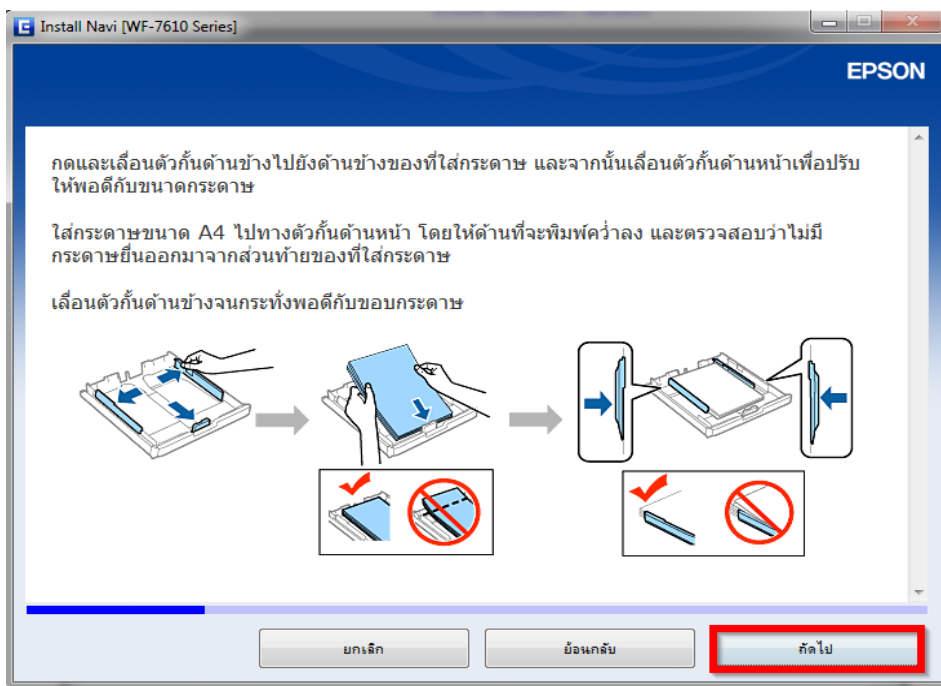 Install Navi [WF-7610 Series]
EPSON
กดและเลื่อนตัวกั้นด้านข้างไปยังด้านข้างของที่ใส่กระดาษ และจากนั้นเลื่อนตัวกั้นด้านหน้าเพื่อปรับ
ให้พอดีกับขนาดกระดาษ
ใส่กระดาษขนาด A4 ไปทางตัวกั้นด้านหน้า โดยให้ด้านที่จะพิมพ์คว่ำลง และตรวจสอบว่าไม่มี
กระดาษยื่นออกมาจากส่วนท้ายของที่ใส่กระดาษ
เลื่อนตัวกั้นด้านข้างจนกระทั่งพอดีกับขอบกระดาษ
ยกเลิก
ย้อนกลับ
ถัดไป